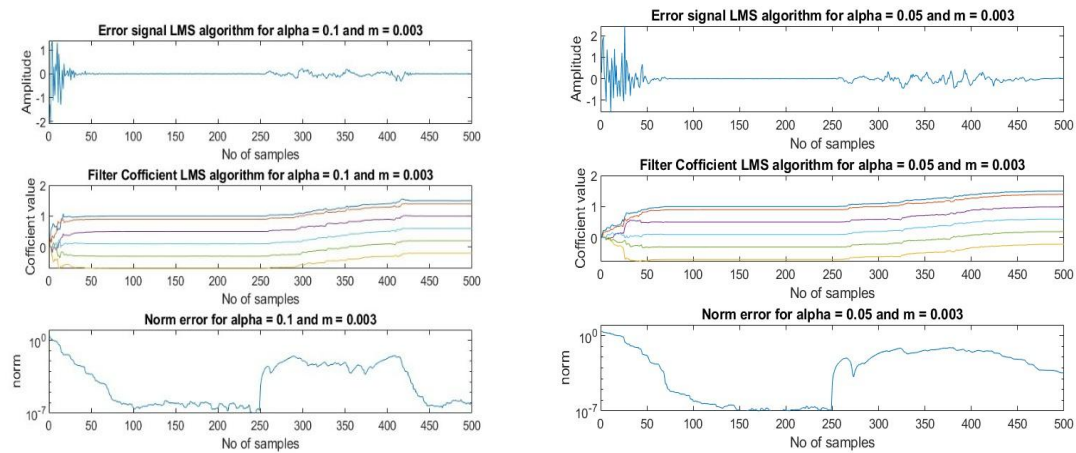 Error signal LMS algorithm for alpha = 0.1 and m = 0.003
Amplitude
1
0
-1
-2
0 50 100 150 200 250 300 350 400 450 500
No of samples
Filter Cofficient LMS algorithm for alpha = 0.1 and m = 0.003
Cofficient value
2
1
0
0 50 100 150 200 250 300 350 400 450 500
No of samples
Norm error for alpha = 0.1 and m = 0.003
norm
10^0
10^-7
0 50 100 150 200 250 300 350 400 450 500
No of samples
Error signal LMS algorithm for alpha = 0.05 and m = 0.003
Amplitude
2
1
0
-1
0 50 100 150 200 250 300 350 400 450 500
No of samples
Filter Cofficient LMS algorithm for alpha = 0.05 and m = 0.003
Cofficient value
2
1
0
0 50 100 150 200 250 300 350 400 450 500
No of samples
Norm error for alpha = 0.05 and m = 0.003
norm
10^0
10^-7
0 50 100 150 200 250 300 350 400 450 500
No of samples